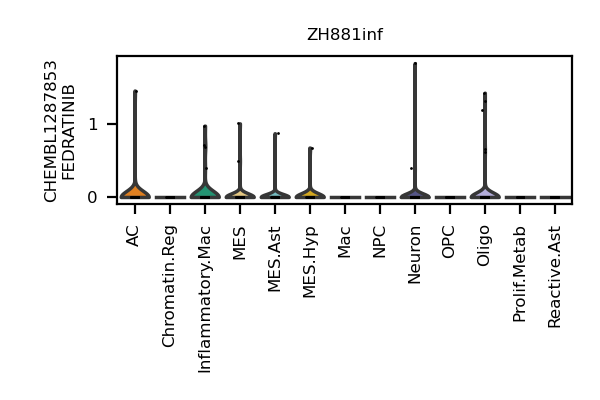 ZH881inf
CHEMBL1287853
FEDRATINIB
1
0
AC
Chromatin.Reg
Inflammatory.Mac
MES
MES.Ast
MES.Hyp
Mac
NPC
Neuron
OPC
Oligo
Prolif.Metab
Reactive.Ast